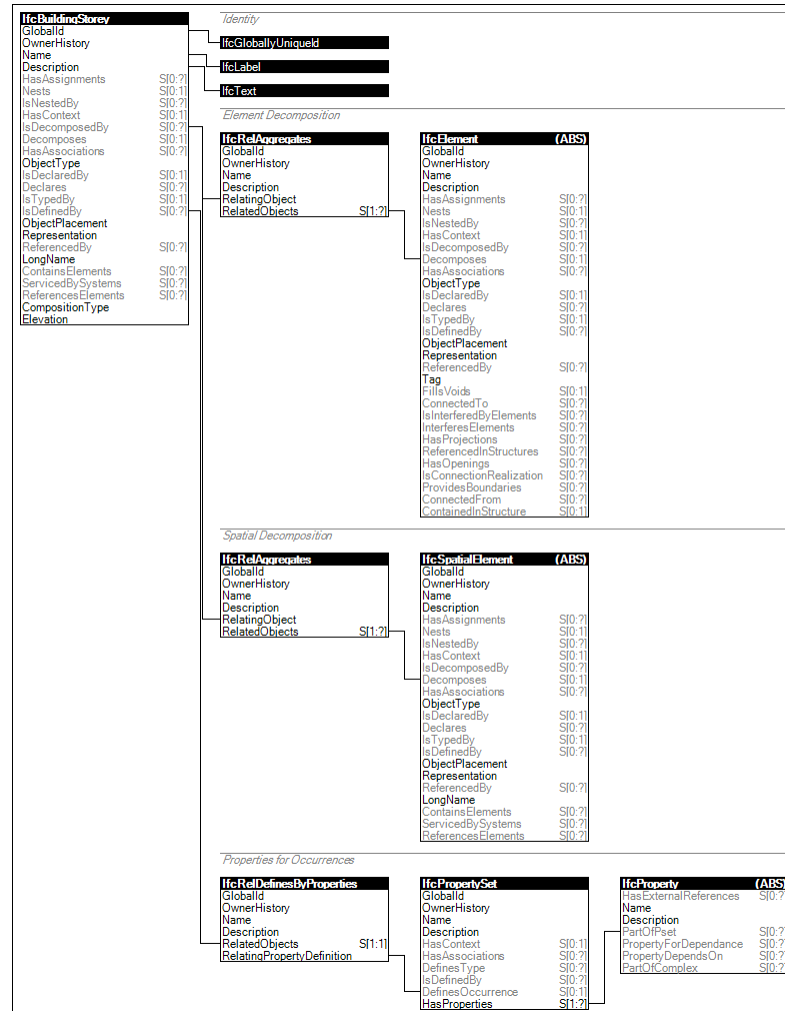 IfcBuildingStorey
GlobalId
OwnerHistory
Name
Description
HasAssignments S[0:?]
Nests S[0:1]
IsNestedBy S[0:?]
HasContext S[0:1]
IsDecomposedBy S[0:?]
Decomposes S[0:1]
HasAssociations S[0:?]
ObjectType
IsDeclaredBy S[0:1]
Declares S[0:?]
IsTypedBy S[0:1]
IsDefinedBy S[0:?]
ObjectPlacement
Representation
ReferencedBy S[0:?]
LongName
ContainsElements S[0:?]
ServicedBySystems S[0:?]
ReferencesElements S[0:?]
CompositionType
Elevation
Identity
IfcGloballyUniqueId
IfcLabel
IfcText
Element Decomposition
IfcRelAggregates
GlobalId
OwnerHistory
Name
Description
RelatingObject
RelatedObjects S[1:?]
IfcElement (ABS)
GlobalId
OwnerHistory
Name
Description
HasAssignments S[0:?]
Nests S[0:1]
IsNestedBy S[0:?]
HasContext S[0:1]
IsDecomposedBy S[0:?]
Decomposes S[0:1]
HasAssociations S[0:?]
ObjectType
IsDeclaredBy S[0:1]
Declares S[0:?]
IsTypedBy S[0:1]
IsDefinedBy S[0:?]
ObjectPlacement
Representation
ReferencedBy S[0:?]
Tag
FillsVoids S[0:1]
ConnectedTo S[0:?]
IsInterferedByElements S[0:?]
InterferesElements S[0:?]
HasProjections S[0:?]
ReferencedInStructures S[0:?]
HasOpenings S[0:?]
IsConnectionRealization S[0:?]
ProvidesBoundaries S[0:?]
ConnectedFrom S[0:?]
ContainedInStructure S[0:1]
Spatial Decomposition
IfcRelAggregates
GlobalId
OwnerHistory
Name
Description
RelatingObject
RelatedObjects S[1:?]
IfcSpatialElement (ABS)
GlobalId
OwnerHistory
Name
Description
HasAssignments S[0:?]
Nests S[0:1]
IsNestedBy S[0:?]
HasContext S[0:1]
IsDecomposedBy S[0:?]
Decomposes S[0:1]
HasAssociations S[0:?]
ObjectType
IsDeclaredBy S[0:1]
Declares S[0:?]
IsTypedBy S[0:1]
IsDefinedBy S[0:?]
ObjectPlacement
Representation
ReferencedBy S[0:?]
LongName
ContainsElements S[0:?]
ServicedBySystems S[0:?]
ReferencesElements S[0:?]
Properties for Occurrences
IfcRelDefinesByProperties
GlobalId
OwnerHistory
Name
Description
RelatedObjects S[1:1]
RelatingPropertyDefinition
IfcPropertySet
GlobalId
OwnerHistory
Name
Description
HasContext S[0:1]
HasAssociations S[0:?]
DefinesType S[0:?]
IsDefinedBy S[0:?]
DefinesOccurrence S[0:1]
HasProperties S[1:?]
IfcProperty (ABS)
HasExternalReferences S[0:?
Name
Description
PartOfPset S[0:?
PropertyForDependance S[0:?
PropertyDependsOn S[0:?
PartOfComplex S[0:?